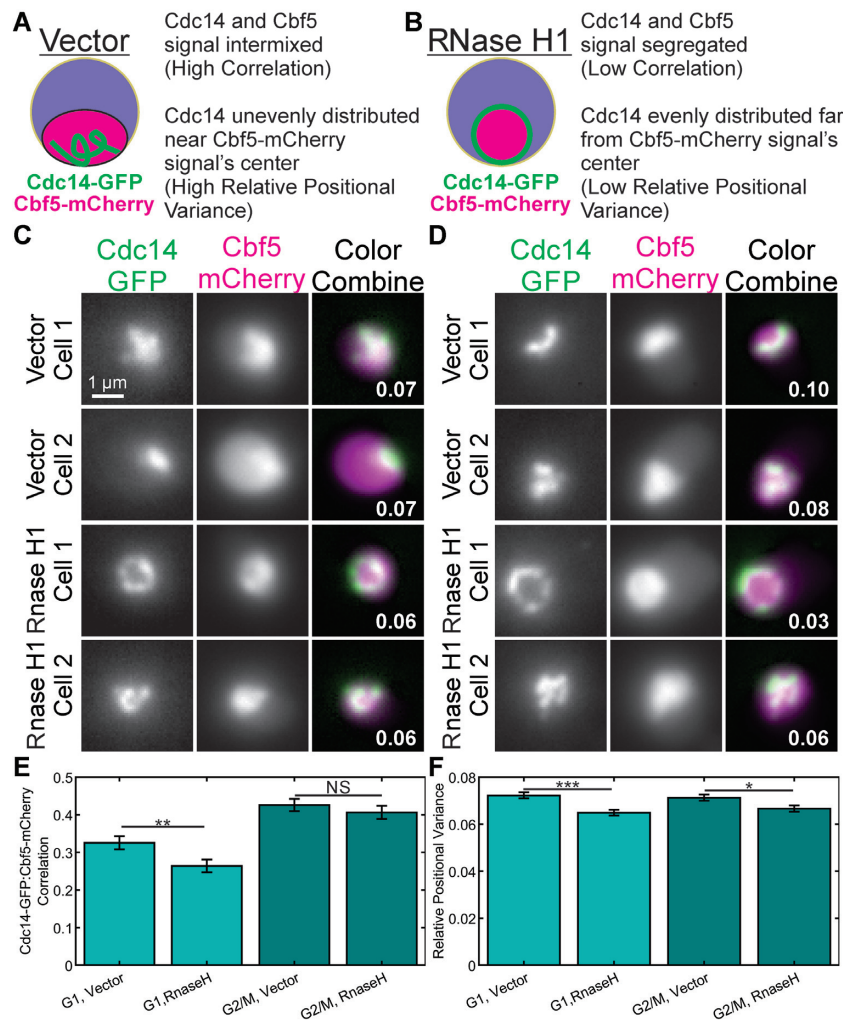 A
Vector
Cdc14 and Cbf5
signal intermixed
(High Correlation)
Cdc14 unevenly distributed
near Cbf5-mCherry
signal's center
(High Relative Positional
Variance)
Cdc14-GFP
Cbf5-mCherry
B
RNase H1
Cdc14 and Cbf5
signal segregated
(Low Correlation)
Cdc14 evenly distributed far
from Cbf5-mCherry signal's
center
(Low Relative Positional
Variance)
Cdc14-GFP
Cbf5-mCherry
C
Cdc14
GFP
Cbf5
mCherry
Color
Combine
Vector
Cell 1
1 µm
0.07
Vector
Cell 2
0.07
Rnase H1
Cell 1
0.06
Rnase H1
Cell 2
0.06
D
Cdc14
GFP
Cbf5
mCherry
Color
Combine
Vector
Cell 1
0.10
Vector
Cell 2
0.08
Rnase H1
Cell 1
0.03
Rnase H1
Cell 2
0.06
E
Cdc14-GFP:Cbf5-mCherry
Correlation
0.5
0.4
0.3
0.2
0.1
0
**
NS
G1, Vector
G1,RnaseH
G2/M, Vector
G2/M, RnaseH
F
Relative Positional Variance
0.08
0.06
0.04
0.02
0
***
*
G1, Vector
G1,RnaseH
G2/M, Vector
G2/M, RnaseH